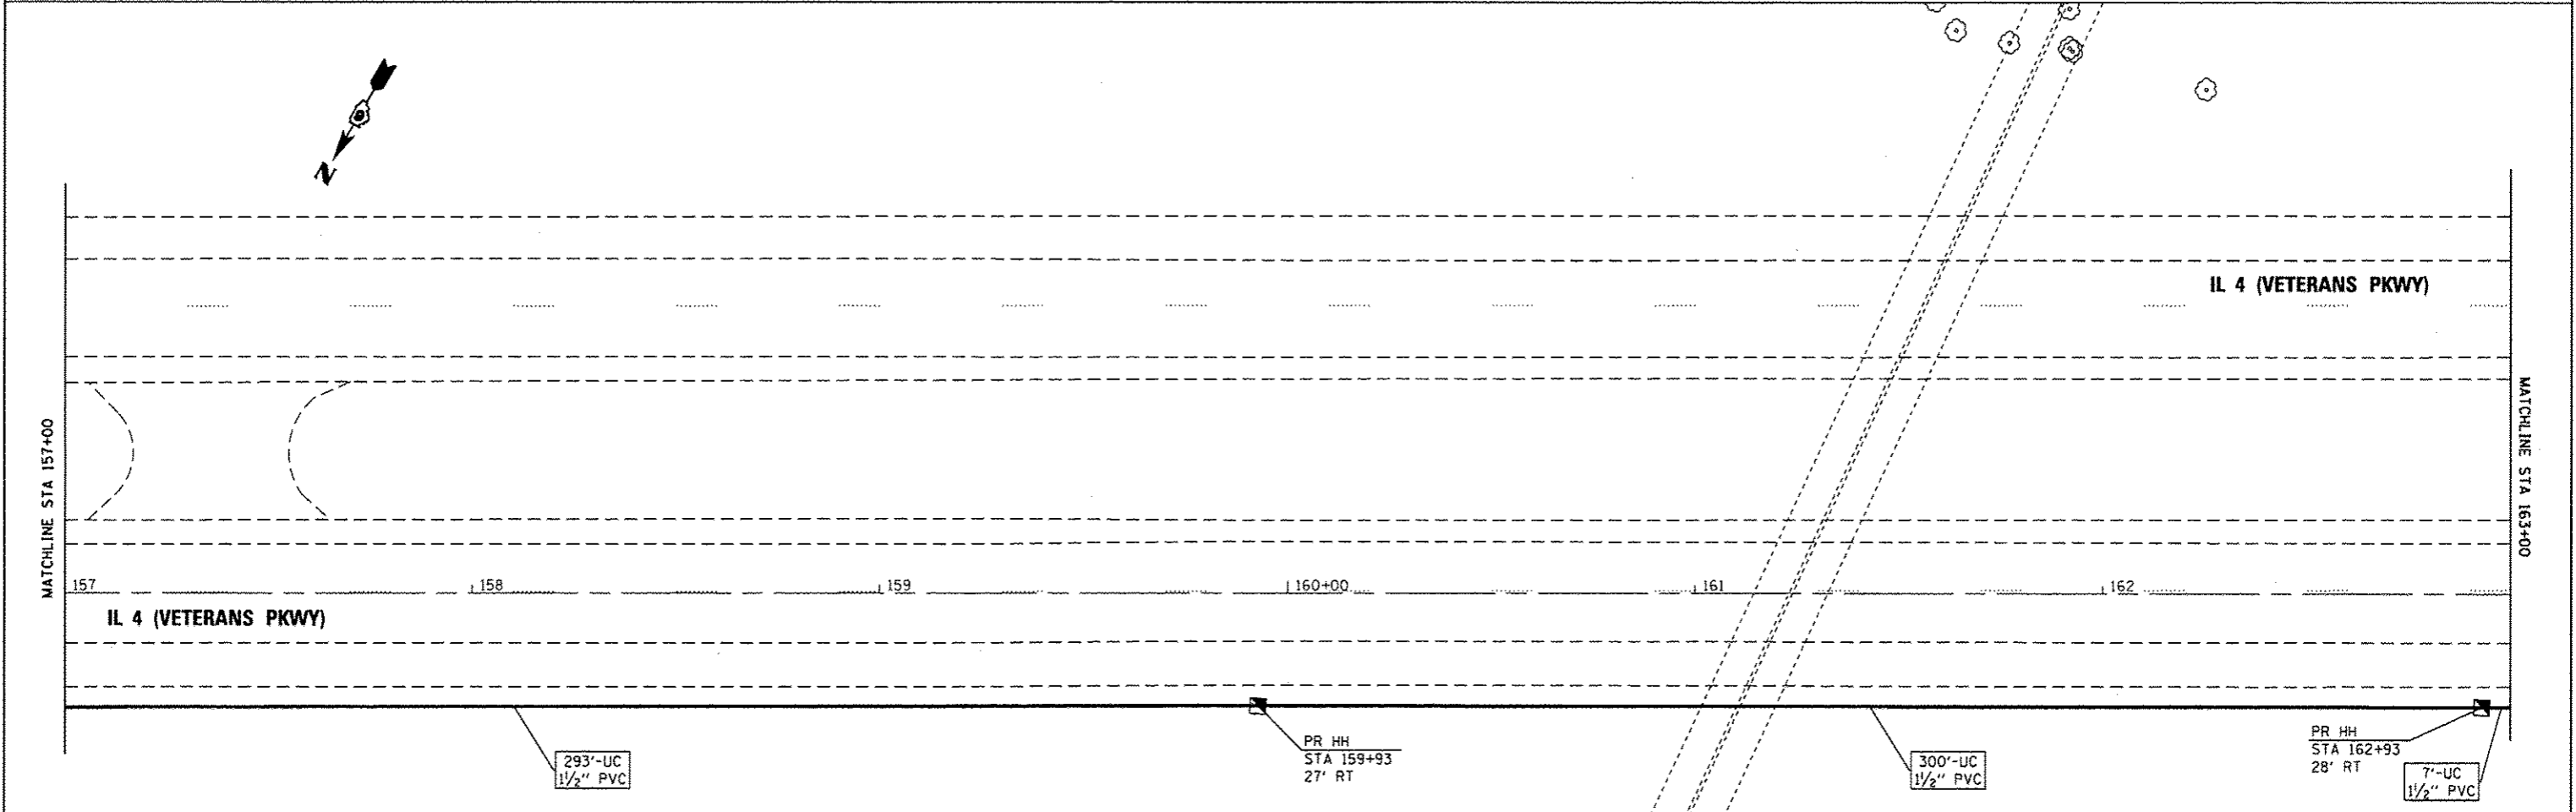 N
IL 4 (VETERANS PKWY)
MATCHLINE STA 157+00
MATCHLINE STA 163+00
157
158
159
160+00
161
162
IL 4 (VETERANS PKWY)
293'-UC
1½" PVC
PR HH
STA 159+93
27' RT
300'-UC
1½" PVC
PR HH
STA 162+93
28' RT
7'-UC
1½" PVC